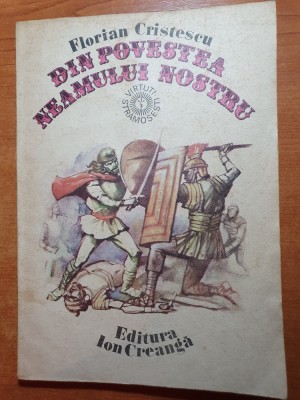 Florian Cristescu
DIN POVESTEA
NEAMULUI NOSTRU
VIRTUTI
STRAMOSESTI
Editura
Ion Creangă